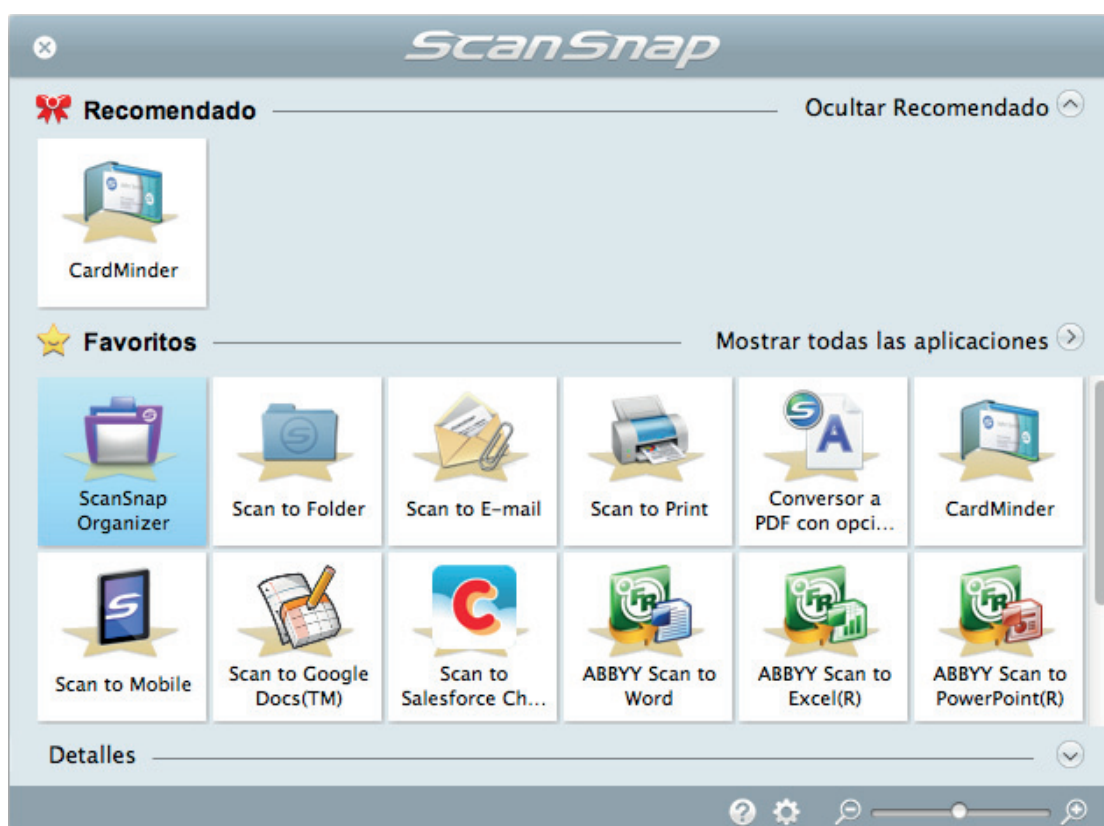 ScanSnap
Recomendado
Ocultar Recomendado
CardMinder
Favoritos
Mostrar todas las aplicaciones
ScanSnap
Organizer
Scan to Folder
Scan to E-mail
Scan to Print
Conversor a
PDF con opci...
CardMinder
Scan to Mobile
Scan to Google
Docs(TM)
Scan to
Salesforce Ch...
ABBYY Scan to
Word
ABBYY Scan to
Excel(R)
ABBYY Scan to
PowerPoint(R)
Detalles